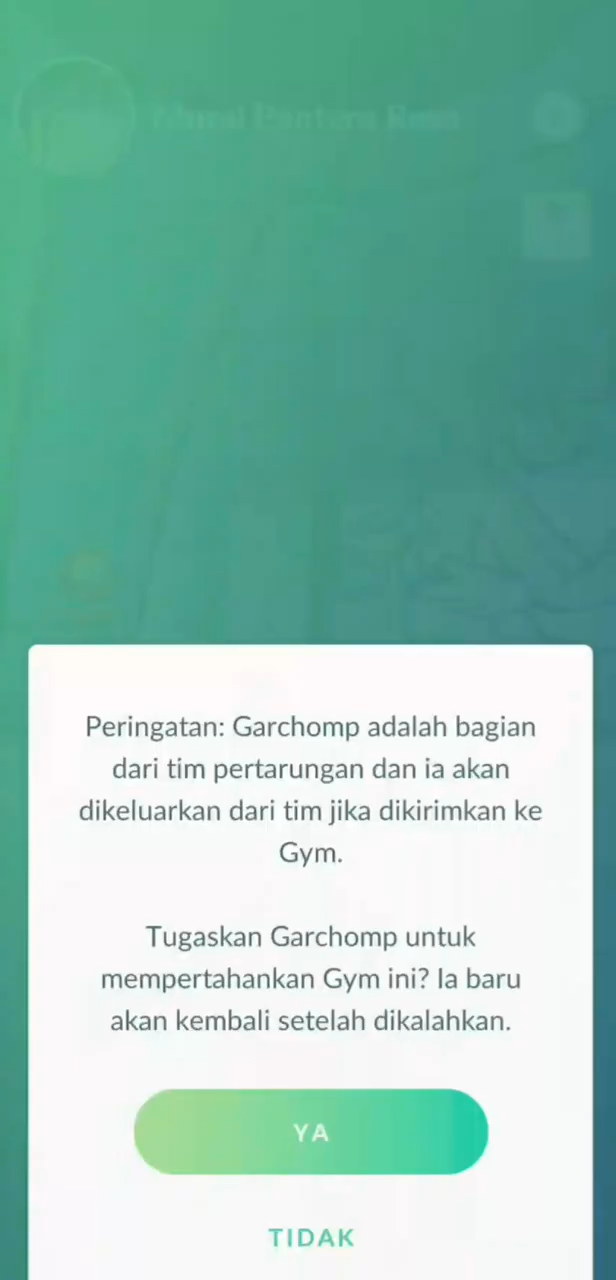 Peringatan: Garchomp adalah bagian
dari tim pertarungan dan ia akan
dikeluarkan dari tim jika dikirimkan ke
Gym.
Tugaskan Garchomp untuk
mempertahankan Gym ini? Ia baru
akan kembali setelah dikalahkan.
YA
TIDAK